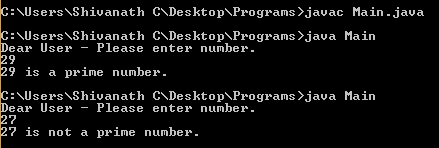 C:\Users\Shivanath C\Desktop\Programs>javac Main.java
C:\Users\Shivanath C\Desktop\Programs>java Main
Dear User - Please enter number.
29
29 is a prime number.
C:\Users\Shivanath C\Desktop\Programs>java Main
Dear User - Please enter number.
27
27 is not a prime number.